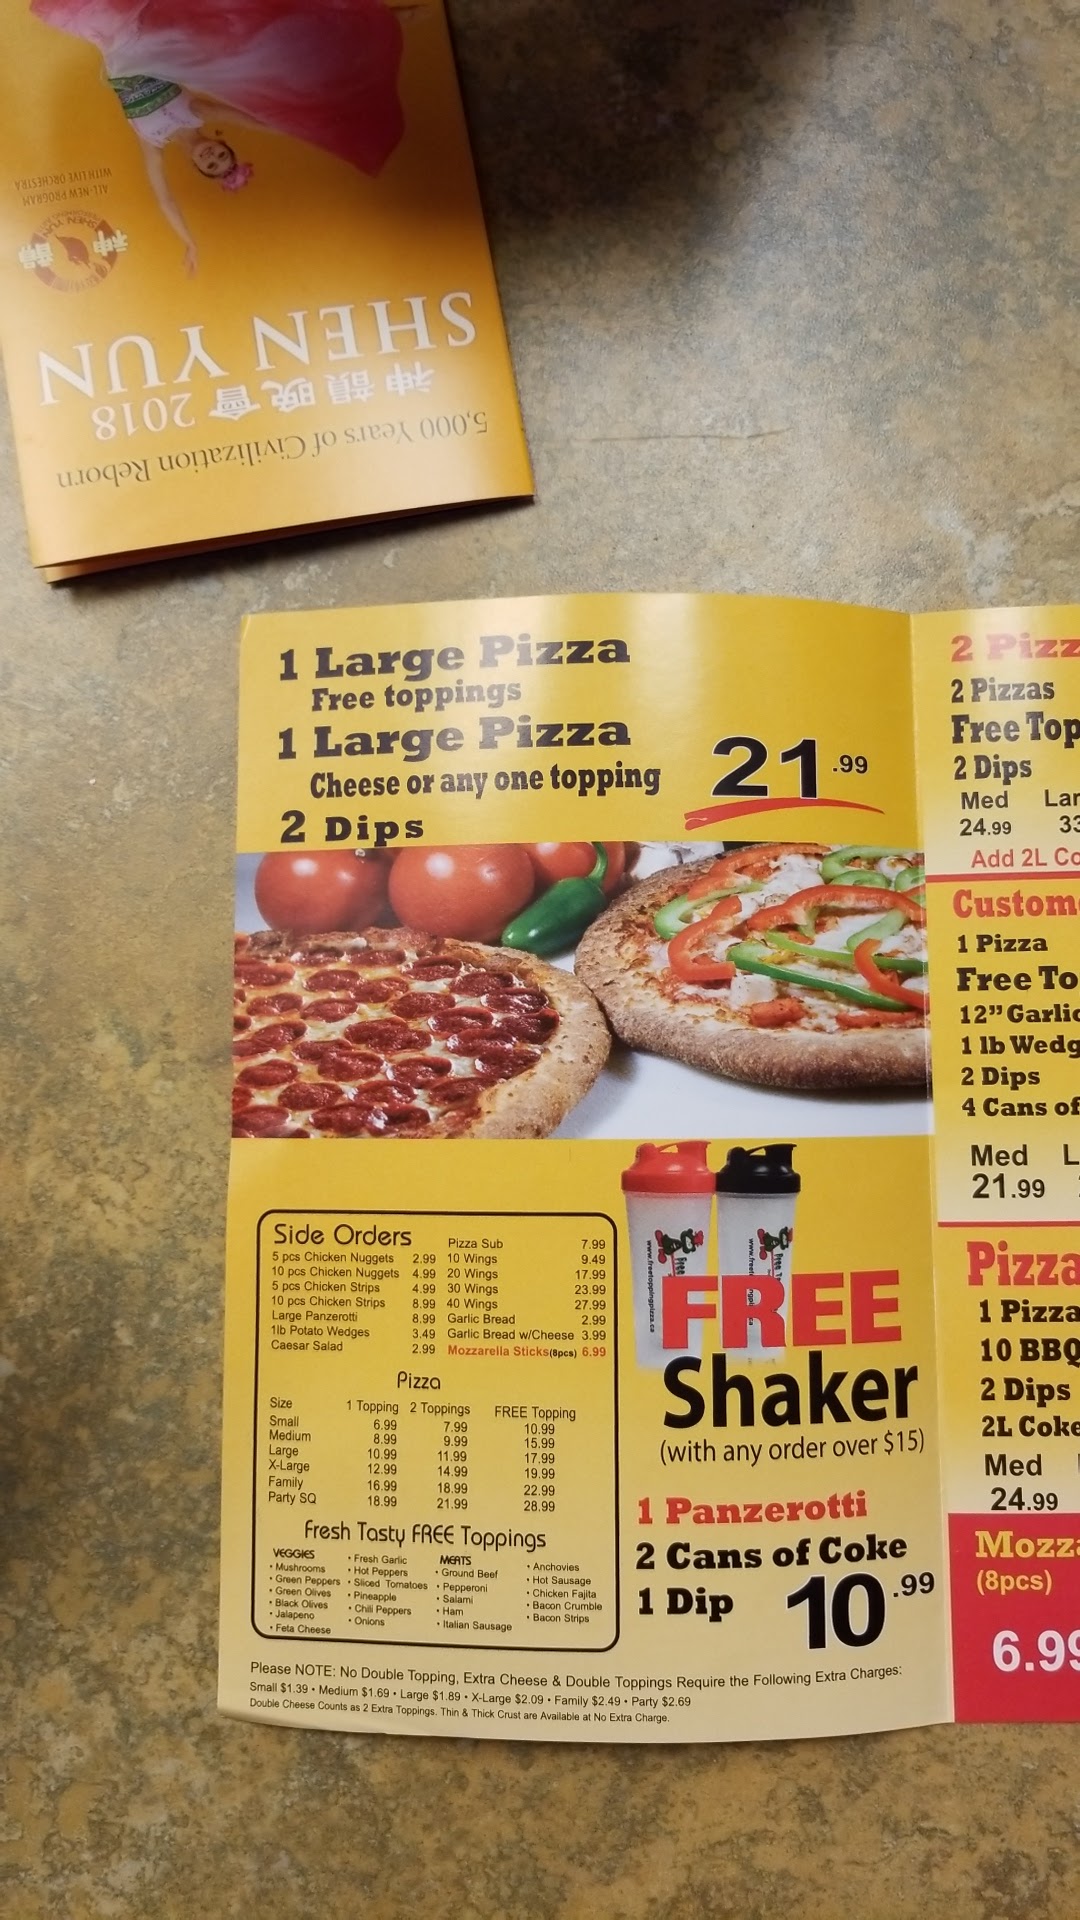 5,000 Years of Civilization Reborn
神韻晚會 2018
SHEN YUN
神韻
SHEN YUN
ALL-NEW PROGRAM
WITH LIVE ORCHESTRA
1 Large Pizza
Free toppings
1 Large Pizza
Cheese or any one topping
2 Dips
21.99
Side Orders
5 pcs Chicken Nuggets 2.99
10 pcs Chicken Nuggets 4.99
5 pcs Chicken Strips 4.99
10 pcs Chicken Strips 8.99
Large Panzerotti 8.99
1lb Potato Wedges 3.49
Caesar Salad 2.99
Pizza Sub 7.99
10 Wings 9.49
20 Wings 17.99
30 Wings 23.99
40 Wings 27.99
Garlic Bread 2.99
Garlic Bread w/Cheese 3.99
Mozzarella Sticks(8pcs) 6.99
Pizza
Size 1 Topping 2 Toppings FREE Topping
Small 6.99 7.99 10.99
Medium 8.99 9.99 15.99
Large 10.99 11.99 17.99
X-Large 12.99 14.99 19.99
Family 16.99 18.99 22.99
Party SQ 18.99 21.99 28.99
Fresh Tasty FREE Toppings
VEGGIES
• Mushrooms
• Green Peppers
• Green Olives
• Black Olives
• Jalapeno
• Feta Cheese
• Fresh Garlic
• Hot Peppers
• Sliced Tomatoes
• Pineapple
• Chili Peppers
• Onions
MEATS
• Ground Beef
• Pepperoni
• Salami
• Ham
• Italian Sausage
• Anchovies
• Hot Sausage
• Chicken Fajita
• Bacon Crumble
• Bacon Strips
www.freetoppingpizza.ca
FREE
Shaker
(with any order over $15)
1 Panzerotti
2 Cans of Coke
1 Dip
10.99
Please NOTE: No Double Topping, Extra Cheese & Double Toppings Require the Following Extra Charges:
Small $1.39 • Medium $1.69 • Large $1.89 • X-Large $2.09 • Family $2.49 • Party $2.69
Double Cheese Counts as 2 Extra Toppings. Thin & Thick Crust are Available at No Extra Charge.
2 Pizz
2 Pizzas
Free Top
2 Dips
Med Lar
24.99 33
Add 2L Co
Custom
1 Pizza
Free To
12" Garlic
1 lb Wedg
2 Dips
4 Cans of
Med L
21.99
Pizza
1 Pizza
10 BBQ
2 Dips
2L Coke
Med
24.99
Mozza
(8pcs)
6.99